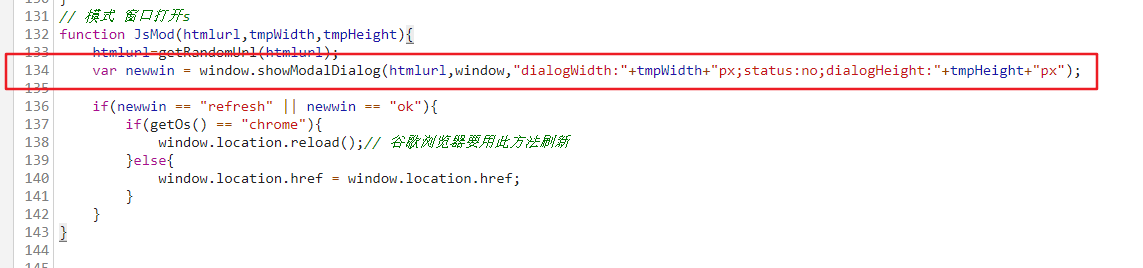 131 // 模式 窗口打开s
132 function JsMod(htmlurl,tmpWidth,tmpHeight){
133 htmlurl=getRandomUrl(htmlurl);
134 var newwin = window.showModalDialog(htmlurl,window,"dialogWidth:"+tmpWidth+"px;status:no;dialogHeight:"+tmpHeight+"px");
135
136 if(newwin == "refresh" || newwin == "ok"){
137 if(getOs() == "chrome"){
138 window.location.reload();// 谷歌浏览器要用此方法刷新
139 }else{
140 window.location.href = window.location.href;
141 }
142 }
143 }
144